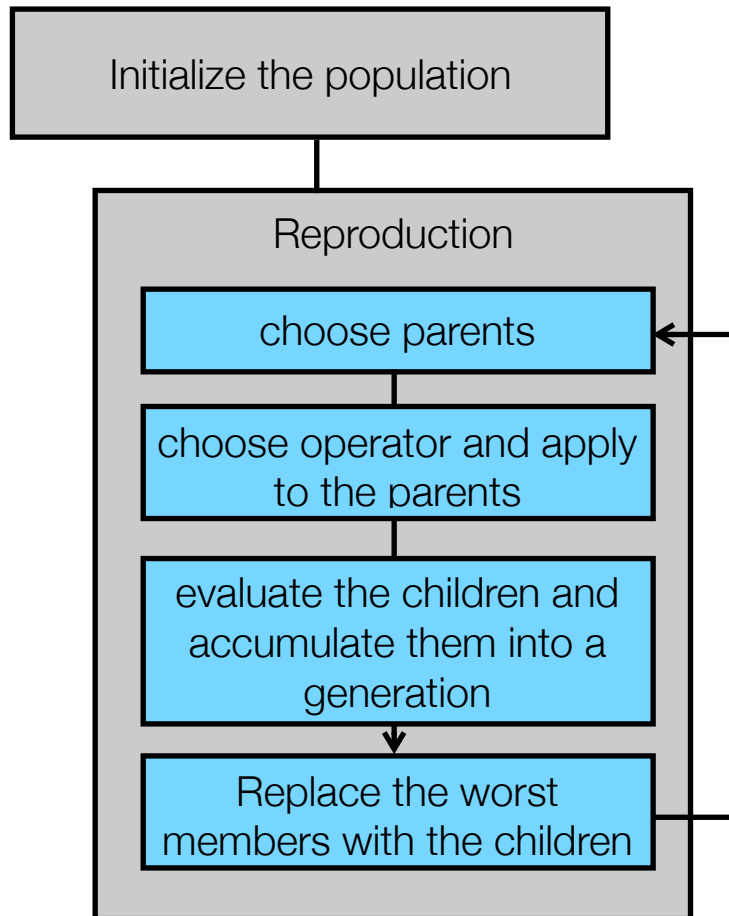 Initialize the population
Reproduction
choose parents
choose operator and apply
to the parents
evaluate the children and
accumulate them into a
generation
Replace the worst
members with the children